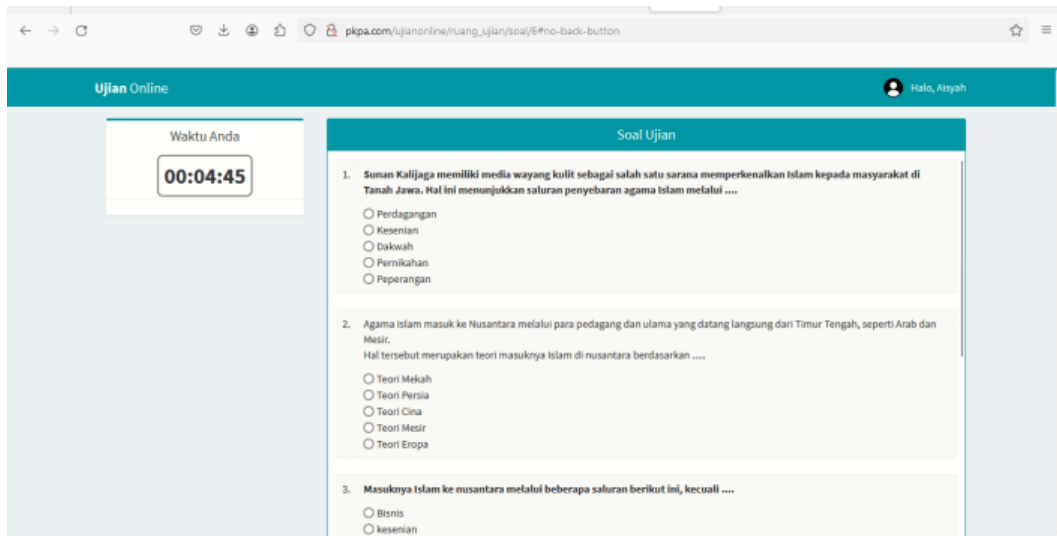 pkpa.com/ujianonline/ruang_ujian/soal/6#no-back-button
Ujian Online
Halo, Aisyah
Waktu Anda
00:04:45
Soal Ujian
1. Sunan Kalijaga memiliki media wayang kulit sebagai salah satu sarana memperkenalkan Islam kepada masyarakat di
Tanah Jawa. Hal ini menunjukkan saluran penyebaran agama Islam melalui ....
Perdagangan
Kesenian
Dakwah
Pernikahan
Peperangan
2. Agama Islam masuk ke Nusantara melalui para pedagang dan ulama yang datang langsung dari Timur Tengah, seperti Arab dan
Mesir.
Hal tersebut merupakan teori masuknya Islam di nusantara berdasarkan ....
Teori Mekah
Teori Persia
Teori Cina
Teori Mesir
Teori Eropa
3. Masuknya Islam ke nusantara melalui beberapa saluran berikut ini, kecuali ....
Bisnis
kesenian